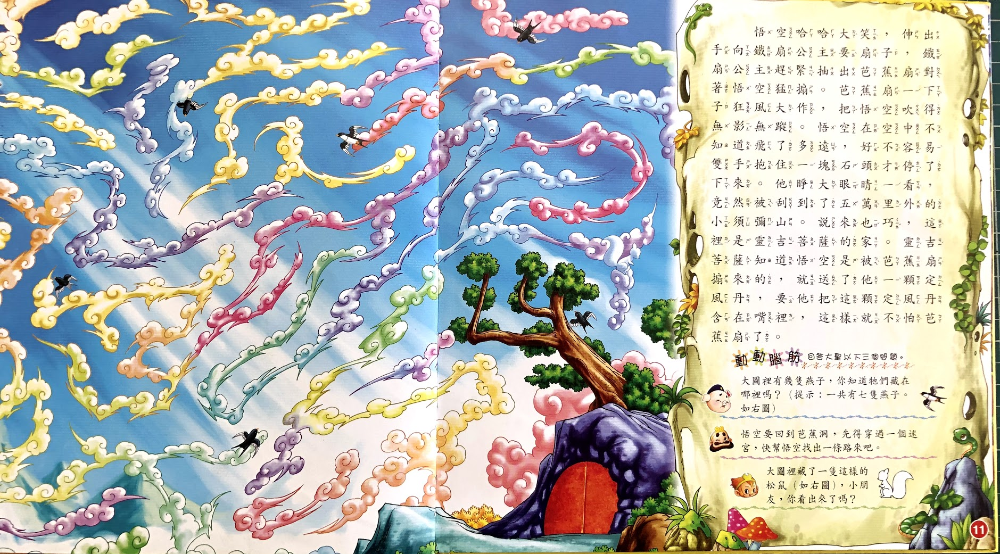 悟空哈哈大笑，伸出
手向鐵扇公主要扇子，鐵
扇公主趕緊抽出芭蕉扇對
著悟空猛搧。芭蕉扇一下
子狂風大作，把悟空吹得
無影無蹤。悟空在空中不
知道飛了多遠，好不容易
雙手抱住一塊石頭才停了
下來。他睜大眼睛一看，
竟然被刮到了五萬里外的
小須彌山。說來也巧，這
裡是靈吉菩薩的家。靈吉
菩薩知道悟空是被芭蕉扇
搧來的，就送了他一顆定
風丹，要他把這顆定風丹
含在嘴裡，這樣就不怕芭
蕉扇了。
動動腦筋 回答大聖以下三個問題。
大圖裡有幾隻燕子，你知道牠們藏在
哪裡嗎？（提示：一共有七隻燕子。
如右圖）
悟空要回到芭蕉洞，先得穿過一個迷
宮，快幫悟空找出一條路來吧。
大圖裡藏了一隻這樣的
松鼠（如右圖），小朋
友，你看出來了嗎？
11